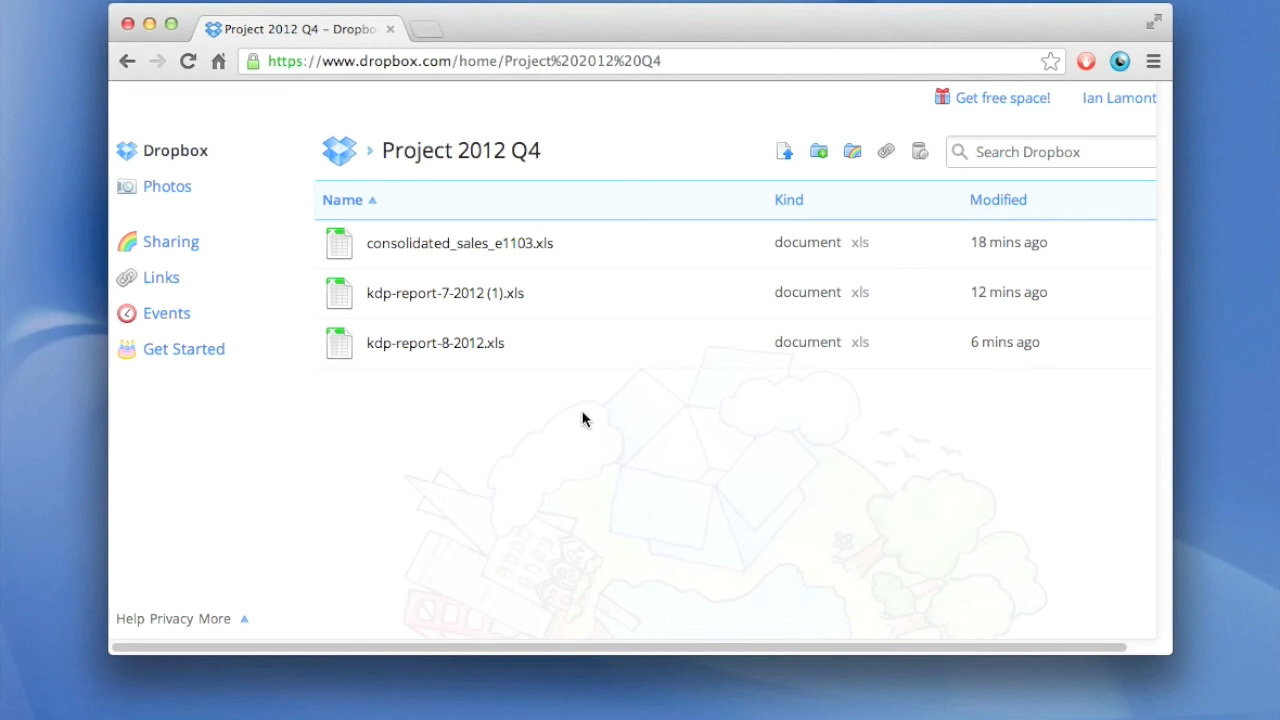 Project 2012 Q4 – Dropbo
https://www.dropbox.com/home/Project%202012%20Q4
Get free space!
Ian Lamont
Dropbox
Photos
Sharing
Links
Events
Get Started
Project 2012 Q4
Search Dropbox
Name Kind Modified
consolidated_sales_e1103.xls document xls 18 mins ago
kdp-report-7-2012 (1).xls document xls 12 mins ago
kdp-report-8-2012.xls document xls 6 mins ago
Help Privacy More